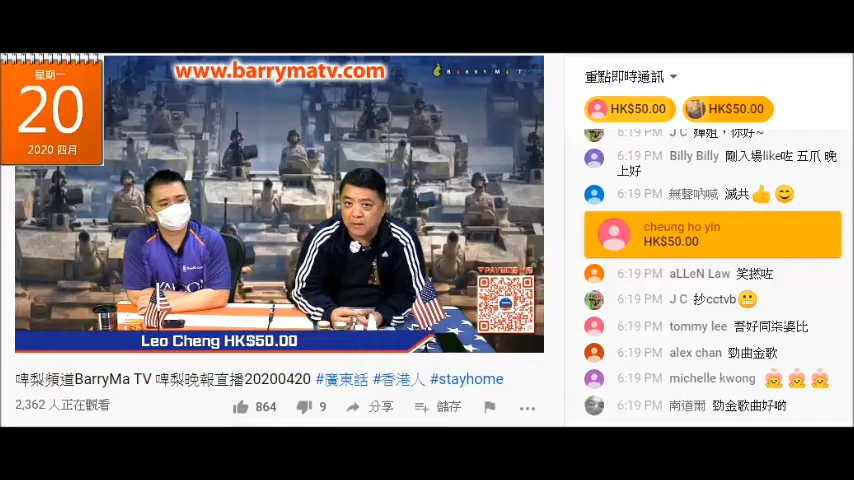 星期一
20
2020 四月
www.barrymatv.com
BARRYMA TV
PAYME
Leo Cheng HK$50.00
啤梨頻道BarryMa TV 啤梨晚報直播20200420 #廣東話 #香港人 #stayhome
2,362 人正在觀看
864
9
分享
儲存
重點即時通訊
HK$50.00
HK$50.00
6:19 PM J C 嬋姐，你好~
6:19 PM Billy Billy 剛入場like咗 五爪 晚上好
6:19 PM 無聲吶喊 滅共👍😊
cheung ho yin
HK$50.00
6:19 PM aLLeN Law 笑撚咗
6:19 PM J C 抄cctvb😬
6:19 PM tommy lee 吾好同柒婆比
6:19 PM alex chan 勁曲金歌
6:19 PM michelle kwong
6:19 PM 南道爾 勁金歌曲好啲